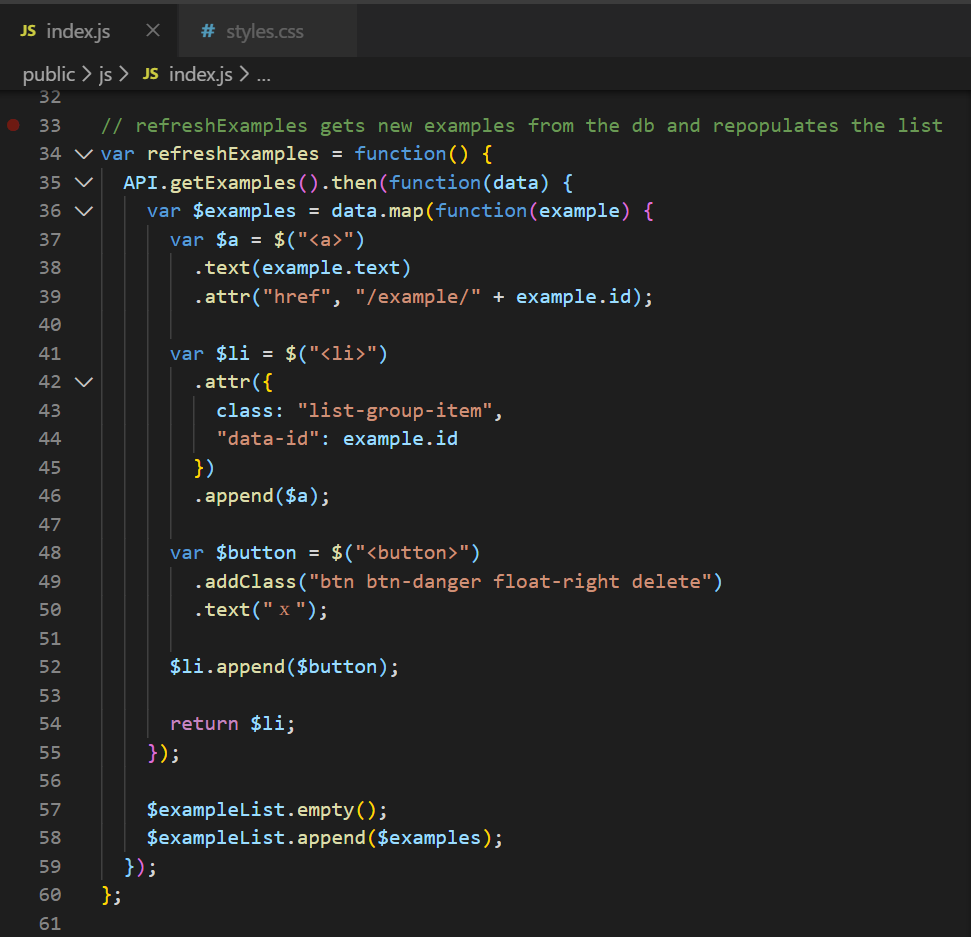 JS index.js × # styles.css
public > js > JS index.js > ...
32
33 // refreshExamples gets new examples from the db and repopulates the list
34 var refreshExamples = function() {
35   API.getExamples().then(function(data) {
36     var $examples = data.map(function(example) {
37       var $a = $("<a>")
38         .text(example.text)
39         .attr("href", "/example/" + example.id);
40
41       var $li = $("<li>")
42         .attr({
43           class: "list-group-item",
44           "data-id": example.id
45         })
46         .append($a);
47
48       var $button = $("<button>")
49         .addClass("btn btn-danger float-right delete")
50         .text("ｘ");
51
52       $li.append($button);
53
54       return $li;
55     });
56
57     $exampleList.empty();
58     $exampleList.append($examples);
59   });
60 };
61